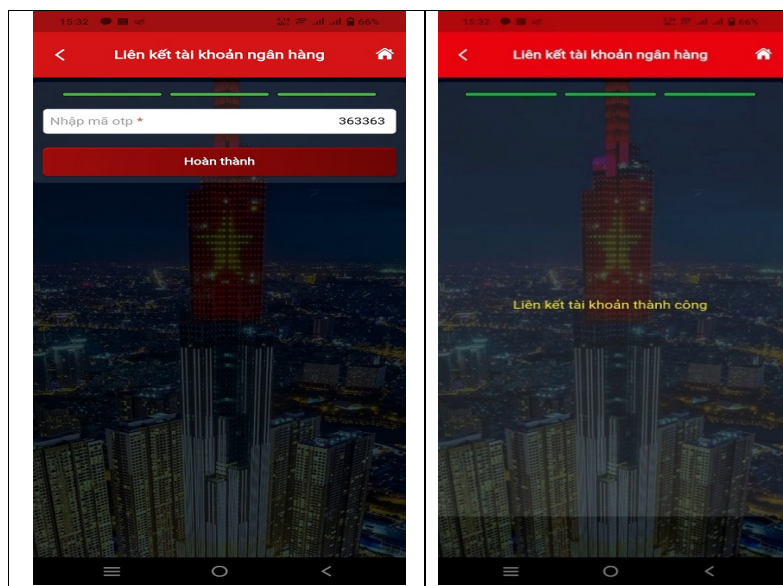 15:32
66%
Liên kết tài khoản ngân hàng
Nhập mã otp *
363363
Hoàn thành
15:32
66%
Liên kết tài khoản ngân hàng
Liên kết tài khoản thành công